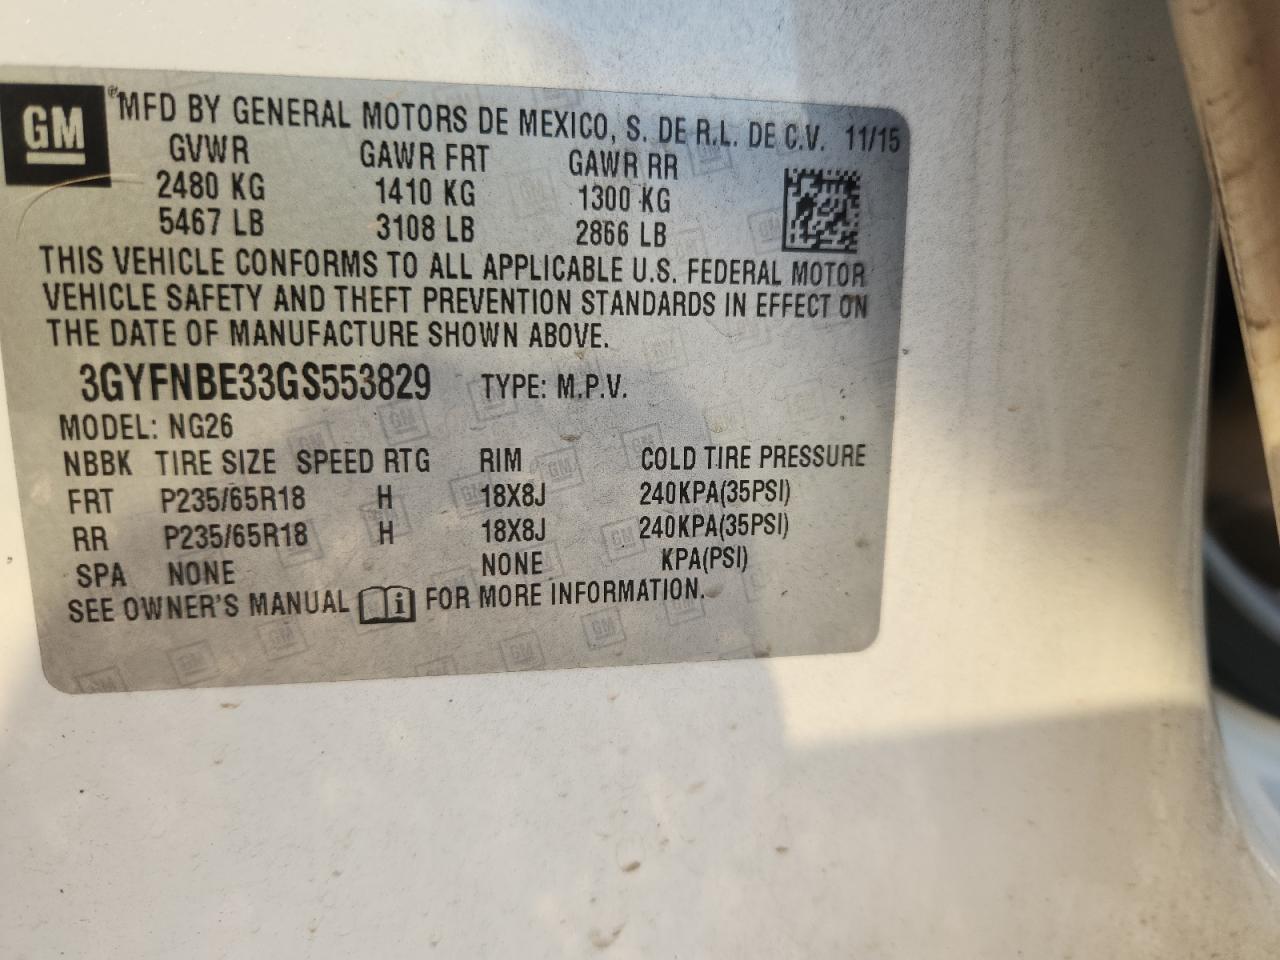 GM ® MFD BY GENERAL MOTORS DE MEXICO, S. DE R.L. DE C.V. 11/15
GVWR GAWR FRT GAWR RR
2480 KG 1410 KG 1300 KG
5467 LB 3108 LB 2866 LB
THIS VEHICLE CONFORMS TO ALL APPLICABLE U.S. FEDERAL MOTOR
VEHICLE SAFETY AND THEFT PREVENTION STANDARDS IN EFFECT ON
THE DATE OF MANUFACTURE SHOWN ABOVE.
3GYFNBE33GS553829 TYPE: M.P.V.
MODEL: NG26
NBBK TIRE SIZE SPEED RTG RIM COLD TIRE PRESSURE
FRT P235/65R18 H 18X8J 240KPA(35PSI)
RR P235/65R18 H 18X8J 240KPA(35PSI)
SPA NONE NONE KPA(PSI)
SEE OWNER'S MANUAL i FOR MORE INFORMATION.